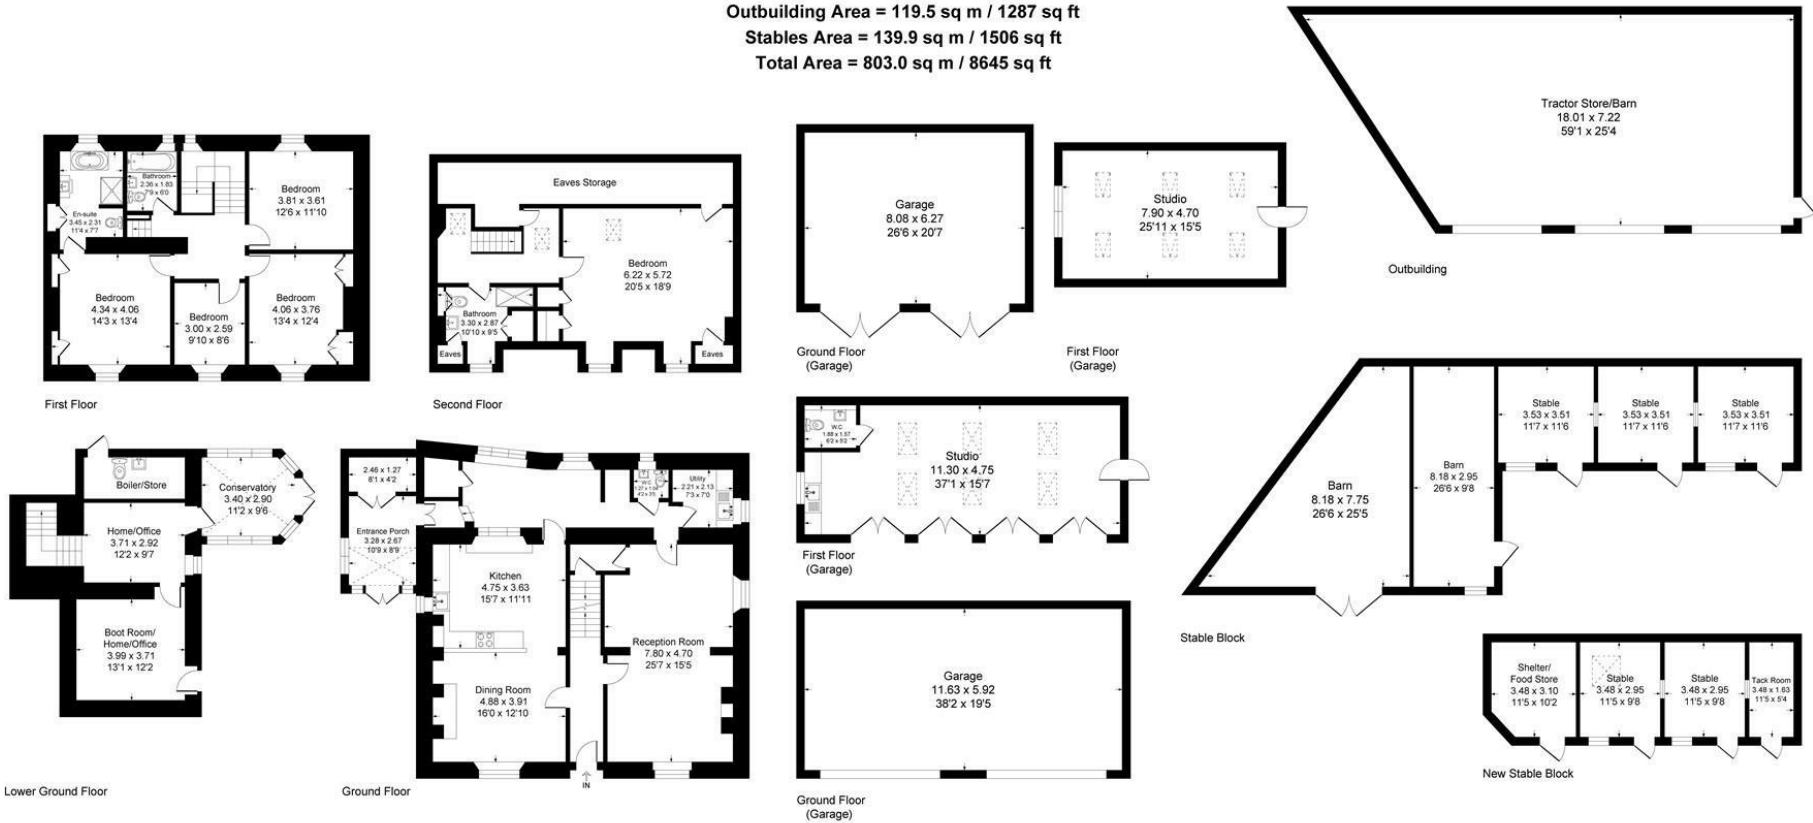 Outbuilding Area = 119.5 sq m / 1287 sq ft
Stables Area = 139.9 sq m / 1506 sq ft
Total Area = 803.0 sq m / 8645 sq ft
En-suite
3.45 x 2.31
11'4 x 7'7
Bathroom
2.36 x 1.83
7'9 x 6'0
Bedroom
3.81 x 3.61
12'6 x 11'10
Bedroom
4.34 x 4.06
14'3 x 13'4
Bedroom
3.00 x 2.59
9'10 x 8'6
Bedroom
4.06 x 3.76
13'4 x 12'4
First Floor
Eaves Storage
Bedroom
6.22 x 5.72
20'5 x 18'9
Bathroom
3.30 x 2.87
10'10 x 9'5
Eaves
Eaves
Second Floor
Garage
8.08 x 6.27
26'6 x 20'7
Ground Floor
(Garage)
Studio
7.90 x 4.70
25'11 x 15'5
First Floor
(Garage)
Tractor Store/Barn
18.01 x 7.22
59'1 x 25'4
Outbuilding
Boiler/Store
Conservatory
3.40 x 2.90
11'2 x 9'6
Home/Office
3.71 x 2.92
12'2 x 9'7
Boot Room/
Home/Office
3.99 x 3.71
13'1 x 12'2
Lower Ground Floor
2.46 x 1.27
8'1 x 4'2
Entrance Porch
3.28 x 2.67
10'9 x 8'9
W.C
1.27 x 1.04
4'2 x 3'5
Utility
2.21 x 2.13
7'3 x 7'0
Kitchen
4.75 x 3.63
15'7 x 11'11
Reception Room
7.80 x 4.70
25'7 x 15'5
Dining Room
4.88 x 3.91
16'0 x 12'10
IN
Ground Floor
W.C
1.88 x 1.57
6'2 x 5'2
Studio
11.30 x 4.75
37'1 x 15'7
First Floor
(Garage)
Garage
11.63 x 5.92
38'2 x 19'5
Ground Floor
(Garage)
Barn
8.18 x 7.75
26'6 x 25'5
Barn
8.18 x 2.95
26'6 x 9'8
Stable
3.53 x 3.51
11'7 x 11'6
Stable
3.53 x 3.51
11'7 x 11'6
Stable
3.53 x 3.51
11'7 x 11'6
Stable Block
Shelter/
Food Store
3.48 x 3.10
11'5 x 10'2
Stable
3.48 x 2.95
11'5 x 9'8
Stable
3.48 x 2.95
11'5 x 9'8
Tack Room
3.48 x 1.63
11'5 x 5'4
New Stable Block